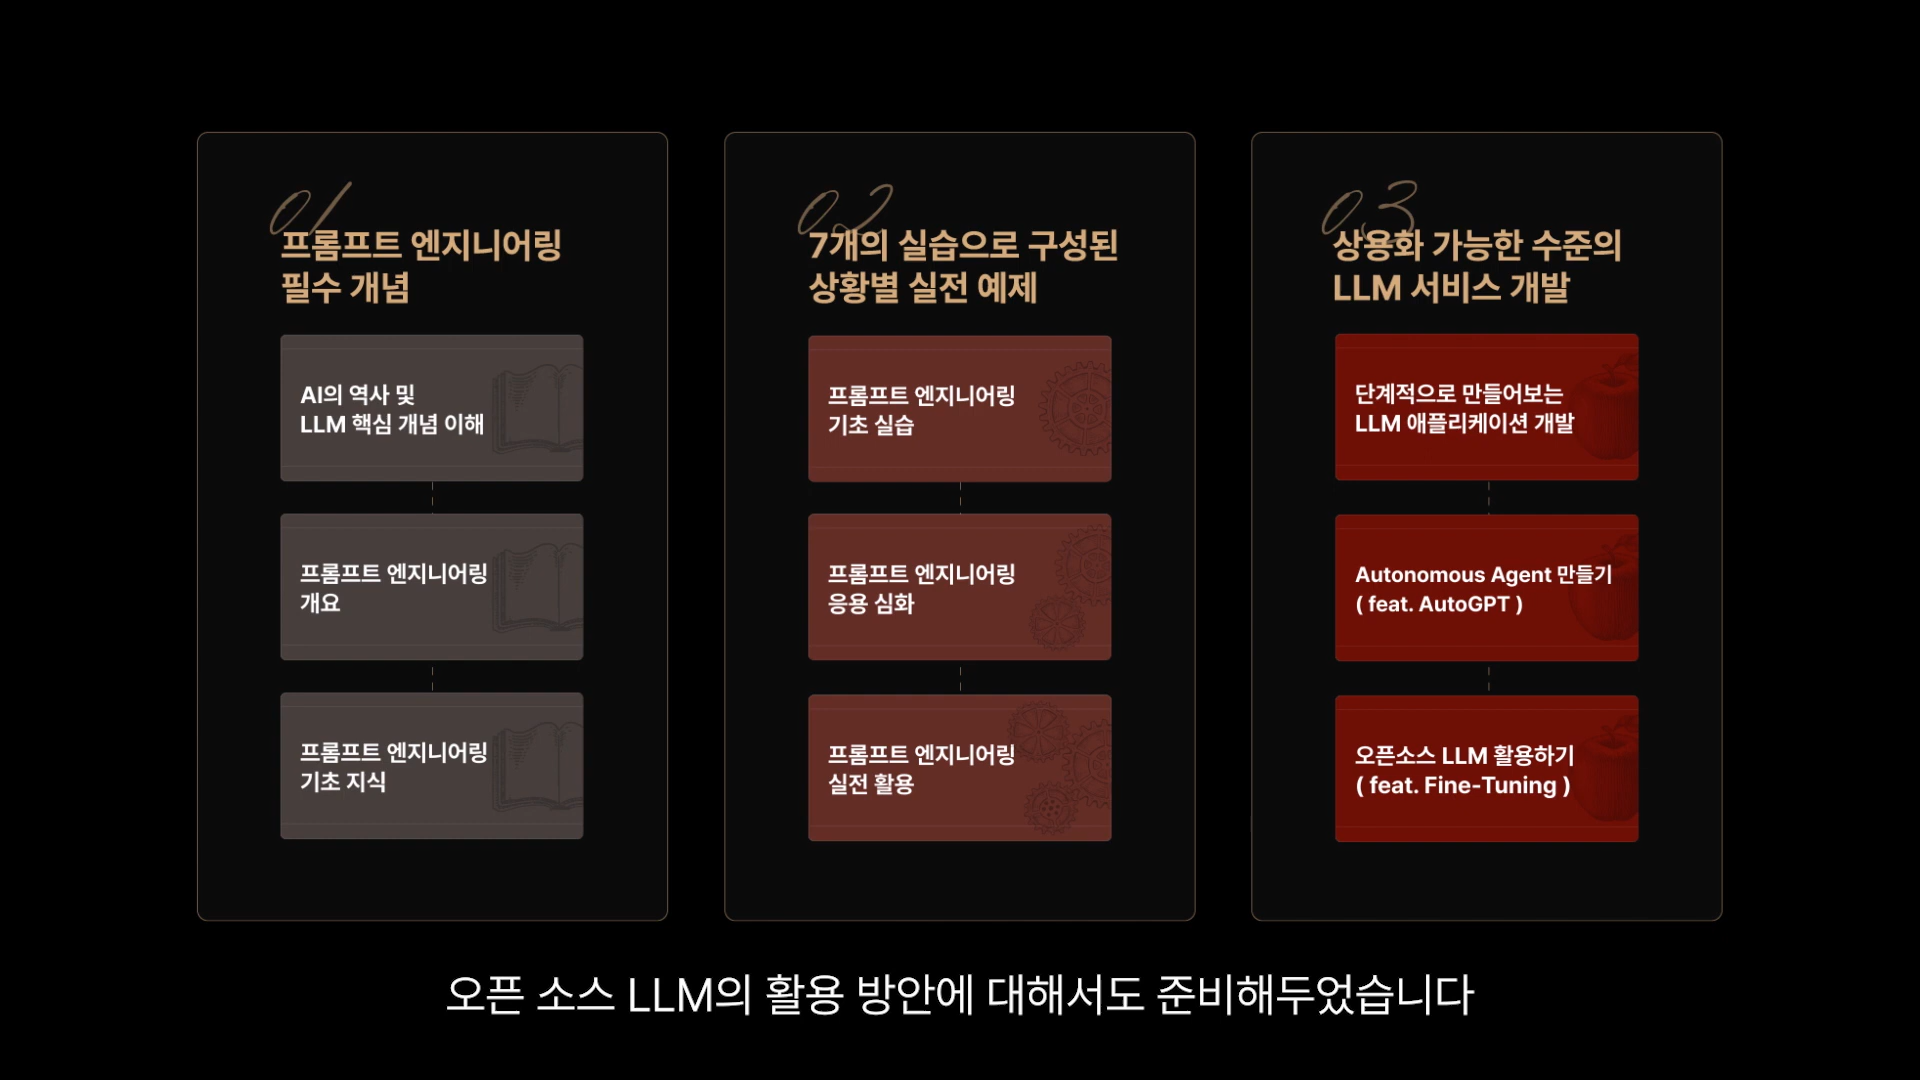 01
프롬프트 엔지니어링
필수 개념
AI의 역사 및
LLM 핵심 개념 이해
프롬프트 엔지니어링
개요
프롬프트 엔지니어링
기초 지식
02
7개의 실습으로 구성된
상황별 실전 예제
프롬프트 엔지니어링
기초 실습
프롬프트 엔지니어링
응용 심화
프롬프트 엔지니어링
실전 활용
03
상용화 가능한 수준의
LLM 서비스 개발
단계적으로 만들어보는
LLM 애플리케이션 개발
Autonomous Agent 만들기
( feat. AutoGPT )
오픈소스 LLM 활용하기
( feat. Fine-Tuning )
오픈 소스 LLM의 활용 방안에 대해서도 준비해두었습니다